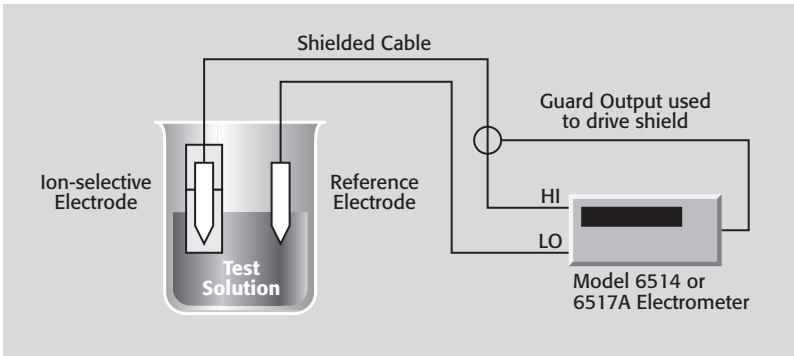 Shielded Cable
Guard Output used
to drive shield
Ion-selective
Electrode
Reference
Electrode
HI
LO
Test
Solution
Model 6514 or
6517A Electrometer